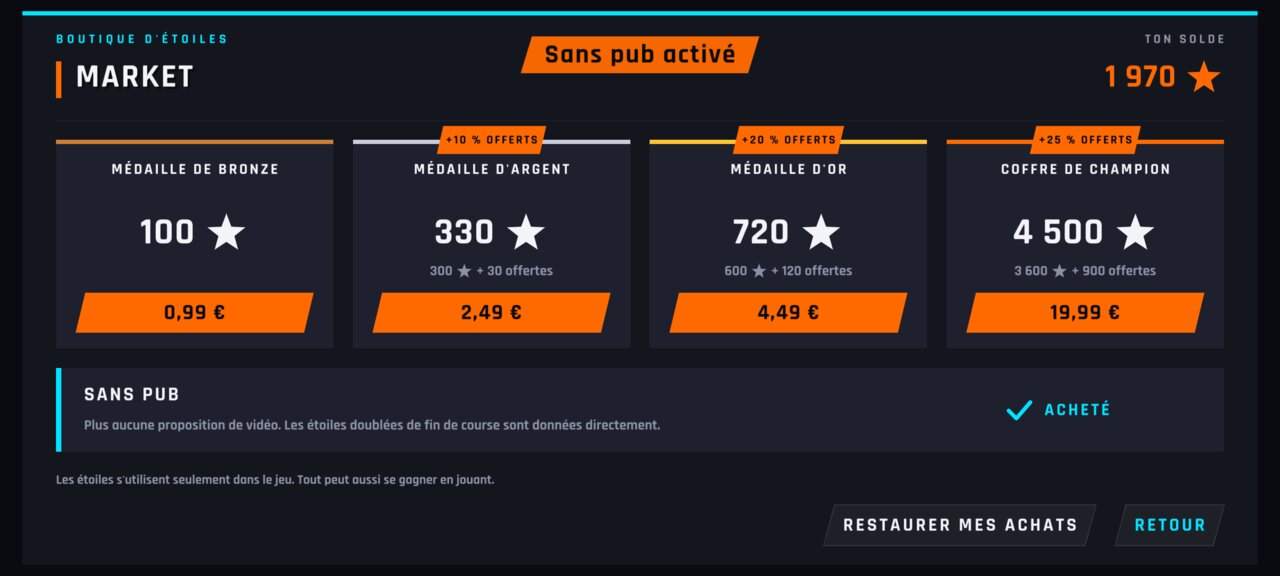 BOUTIQUE D'ÉTOILES
MARKET
Sans pub activé
TON SOLDE
1 970
MÉDAILLE DE BRONZE
100
0,99 €
+10 % OFFERTS
MÉDAILLE D'ARGENT
330
300 ★ + 30 offertes
2,49 €
+20 % OFFERTS
MÉDAILLE D'OR
720
600 ★ + 120 offertes
4,49 €
+25 % OFFERTS
COFFRE DE CHAMPION
4 500
3 600 ★ + 900 offertes
19,99 €
SANS PUB
Plus aucune proposition de vidéo. Les étoiles doublées de fin de course sont données directement.
ACHETÉ
Les étoiles s'utilisent seulement dans le jeu. Tout peut aussi se gagner en jouant.
RESTAURER MES ACHATS
RETOUR